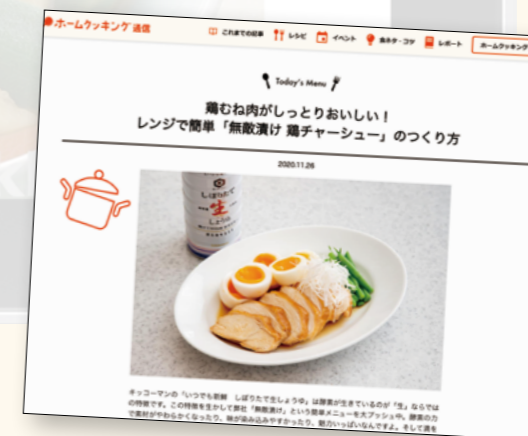 ホームクッキング通信
これまでの記事 レシピ イベント 食ネタ・コツ レポート ホームクッキング
Today's Menu
鶏むね肉がしっとりおいしい！
レンジで簡単「無敵漬け 鶏チャーシュー」のつくり方
2020.11.26
しぼりたて
生
しょうゆ
キッコーマンの「いつでも新鮮 しぼりたて生しょうゆ」は酵素が生きているのが「生」ならでは
の特徴です。この特徴を生かして弊社「無敵漬け」という簡単メニューを大プッシュ中。酵素の力
で素材がやわらかくなったり、味が染み込みやすかったり、魅力いっぱいなんですよ。そして満を